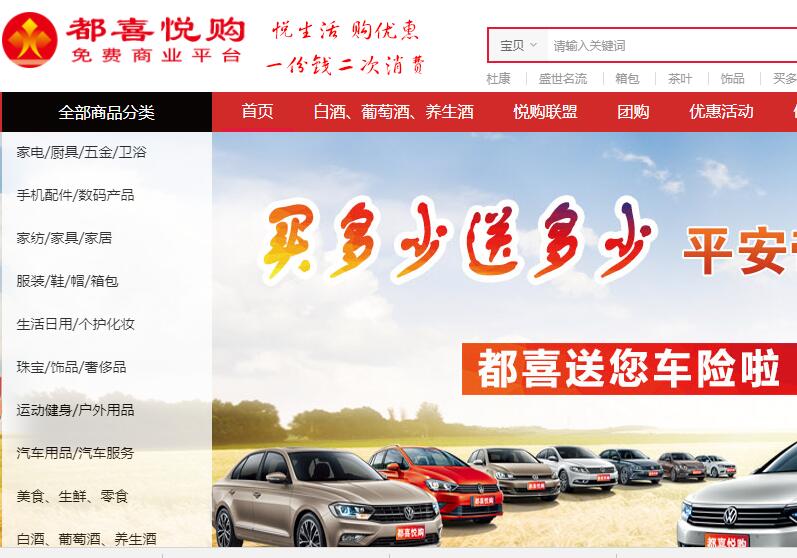 都喜悦购
免费商业平台
悦生活 购优惠
一份钱二次消费
宝贝
请输入关键词
杜康
盛世名流
箱包
茶叶
饰品
买多
全部商品分类
首页
白酒、葡萄酒、养生酒
悦购联盟
团购
优惠活动
家电/厨具/五金/卫浴
手机配件/数码产品
家纺/家具/家居
服装/鞋/帽/箱包
生活日用/个护化妆
珠宝/饰品/奢侈品
运动健身/户外用品
汽车用品/汽车服务
美食、生鲜、零食
白酒、葡萄酒、养生酒
买多少送多少
平安
都喜送您车险啦
都喜悦购
都喜悦购
都喜悦购
都喜悦购